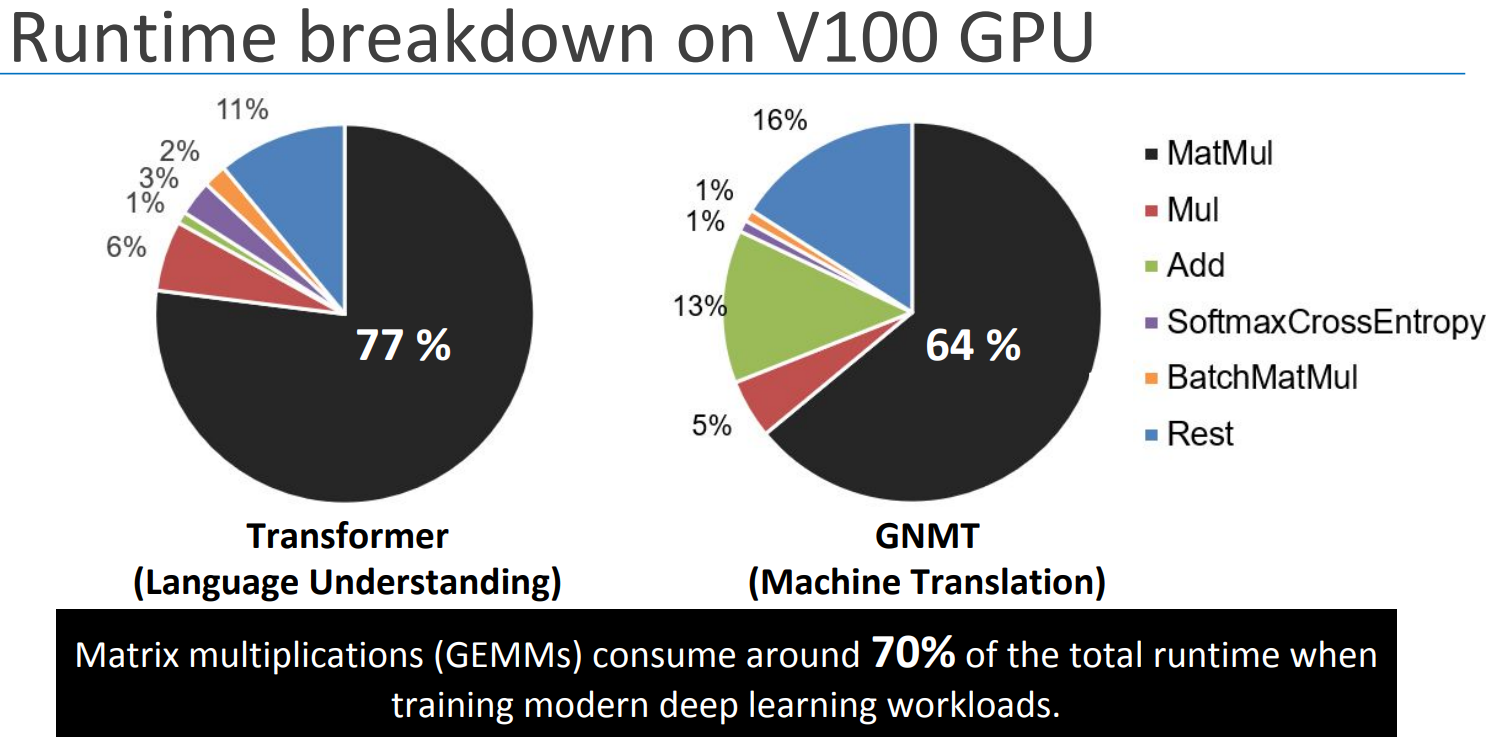 Runtime breakdown on V100 GPU
11%
2%
3%
1%
6%
77 %
Transformer
(Language Understanding)
16%
1%
1%
13%
5%
64 %
GNMT
(Machine Translation)
MatMul
Mul
Add
SoftmaxCrossEntropy
BatchMatMul
Rest
Matrix multiplications (GEMMs) consume around 70% of the total runtime when
training modern deep learning workloads.